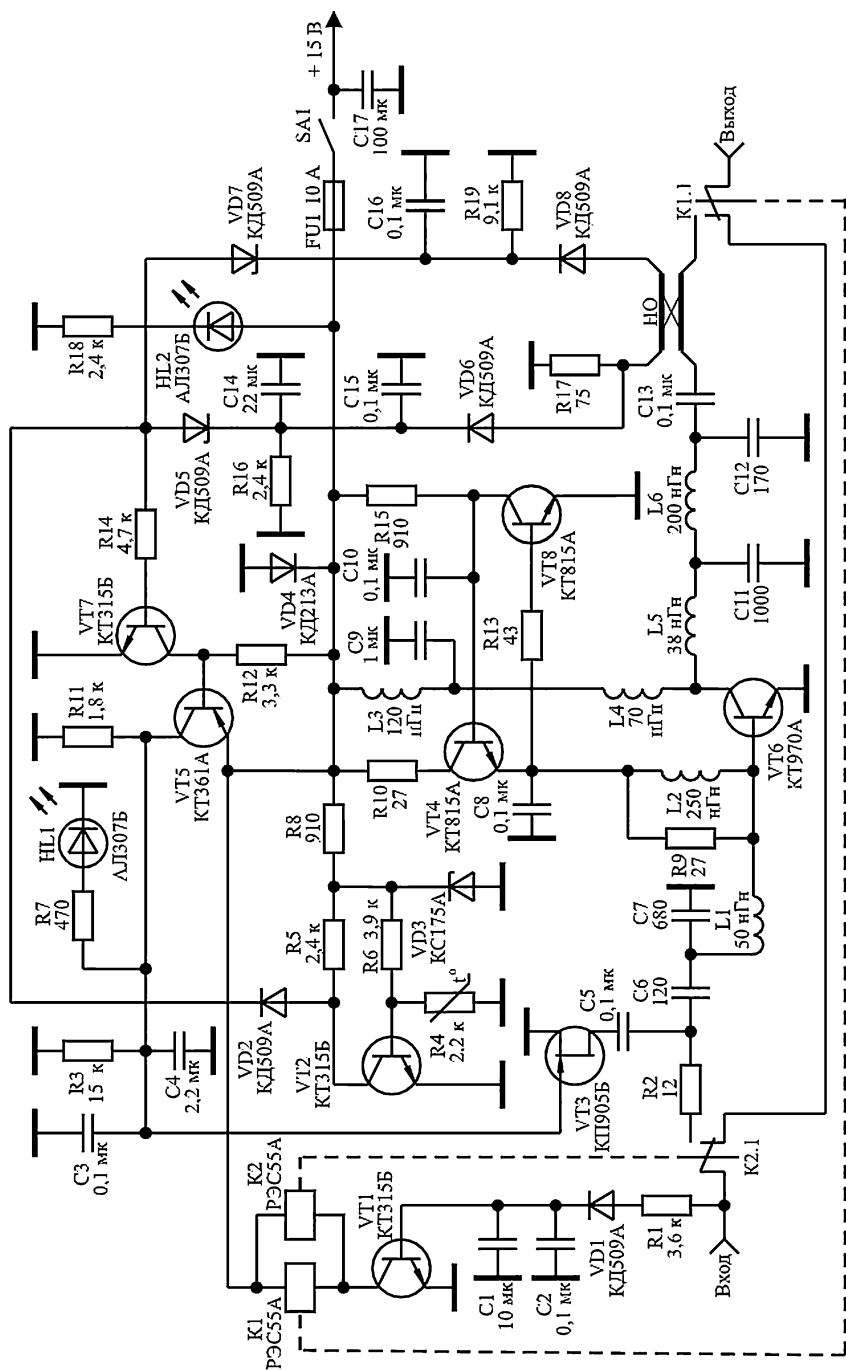 K1
РЭС55А
K2
РЭС55А
VT1
КТ315Б
C1
10 мк
C2
0,1 мк
VD1
КД509А
R1
3,6 к
Вход
K2.1
C3
0,1 мк
R3
15 к
C4
2,2 мк
VD2
КД509А
VT2
КТ315Б
R4
2.2 к
t°
R5
2,4 к
R6 3,9 к
VD3
КС175А
VT3
КП905Б
C5
0,1 мк
R2
12
C6
120
C7
680
L1
50 нГн
R7
470
HL1
АЛ307Б
R8
910
R11
1,8 к
VT5
КТ361А
R12
3,3 к
R10
27
VT4
КТ815А
C8
0,1 мк
R9
27
L2
250
нГн
VT6
КТ970А
VT7
КТ315Б
R14
4,7 к
L3
120
нГн
L4
70
нГн
C9
1 мк
C10
0,1 мк
R13
43
VT8
КТ815А
R15
910
VD4
КД213А
R16
2,4 к
VD5
КД509А
C14
22 мк
C15
0,1 мк
VD6
КД509А
R17
75
R18
2,4 к
HL2
АЛ307Б
L5
38 нГн
C11
1000
L6
200 нГн
C12
170
C13
0,1 мк
НО
VD7
КД509А
FU1 10 А
SA1
+ 15 В
C17
100 мк
C16
0,1 мк
R19
9,1 к
VD8
КД509А
K1.1
Выход